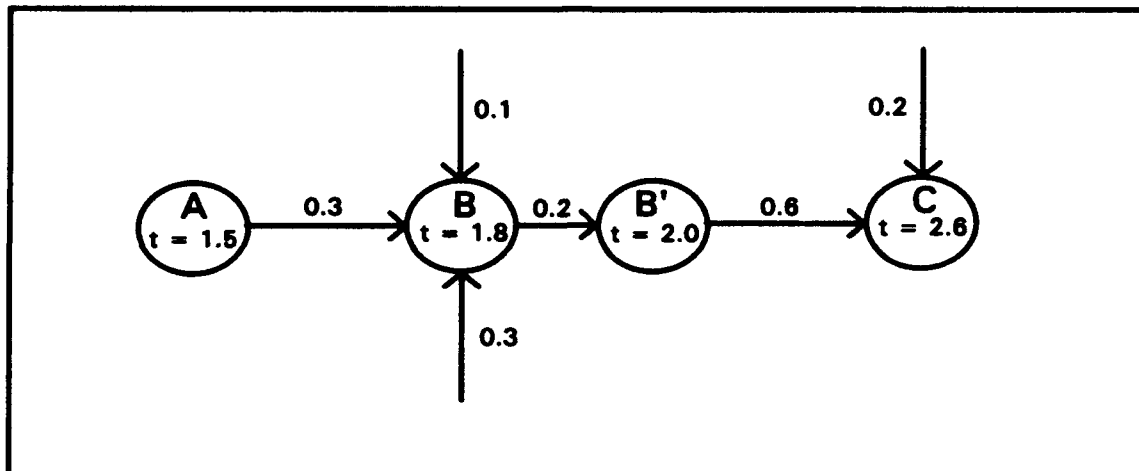 0.1
0.2
A
t = 1.5
0.3
B
t = 1.8
0.2
B'
t = 2.0
0.6
C
t = 2.6
0.3